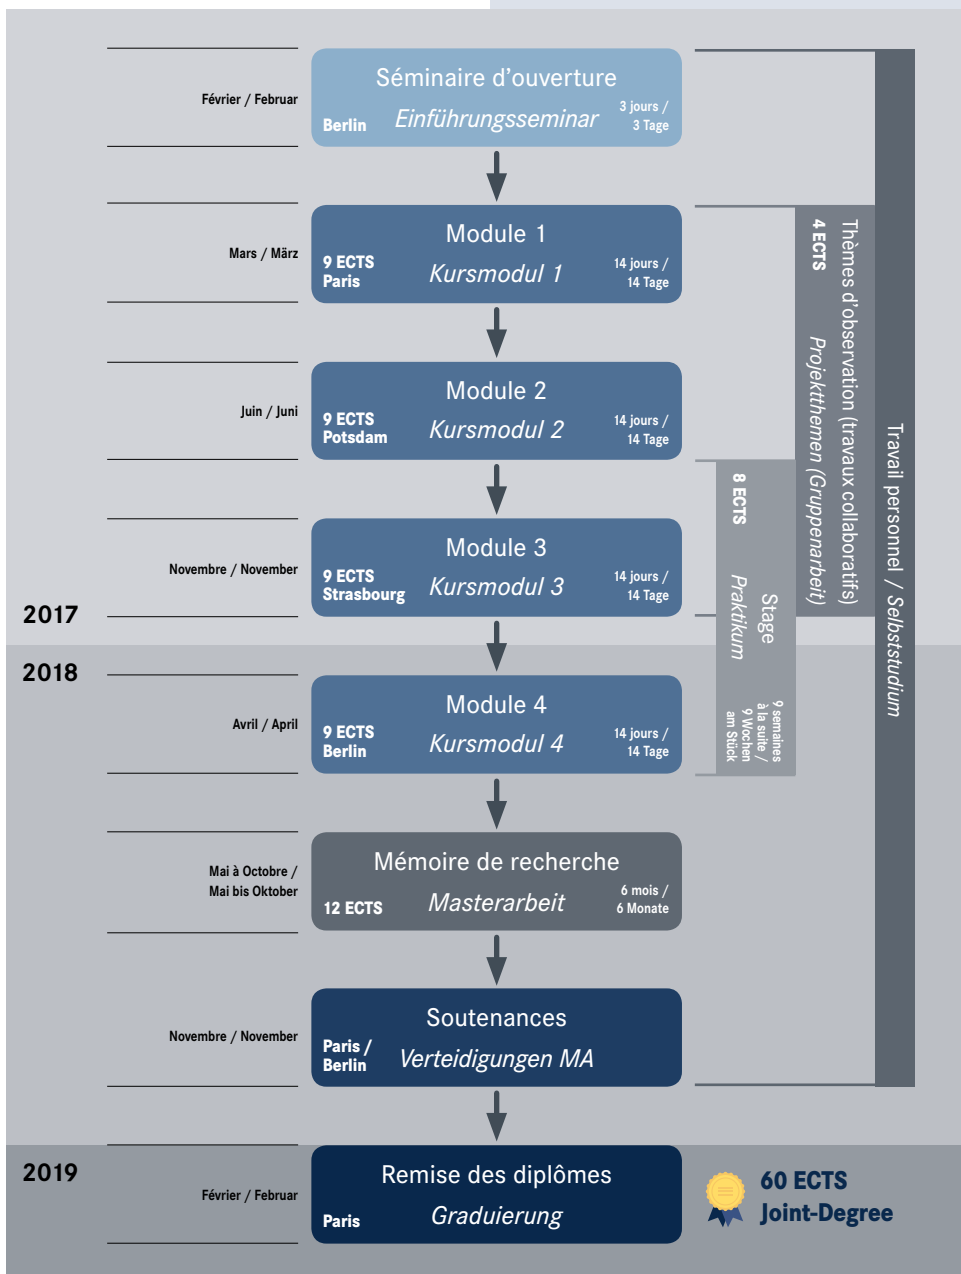 Février / Februar
Séminaire d'ouverture
Einführungsseminar
Berlin
3 jours /
3 Tage
Mars / März
Module 1
Kursmodul 1
9 ECTS
Paris
14 jours /
14 Tage
Juin / Juni
Module 2
Kursmodul 2
9 ECTS
Potsdam
14 jours /
14 Tage
Novembre / November
Module 3
Kursmodul 3
9 ECTS
Strasbourg
14 jours /
14 Tage
2017
2018
Avril / April
Module 4
Kursmodul 4
9 ECTS
Berlin
14 jours /
14 Tage
Mai à Octobre /
Mai bis Oktober
Mémoire de recherche
Masterarbeit
12 ECTS
6 mois /
6 Monate
Novembre / November
Soutenances
Verteidigungen MA
Paris /
Berlin
2019
Février / Februar
Remise des diplômes
Graduierung
Paris
60 ECTS
Joint-Degree
Stage
Praktikum
8 ECTS
9 semaines
à la suite /
9 Wochen
am Stück
Thèmes d'observation (travaux collaboratifs)
Projektthemen (Gruppenarbeit)
4 ECTS
Travail personnel / Selbststudium